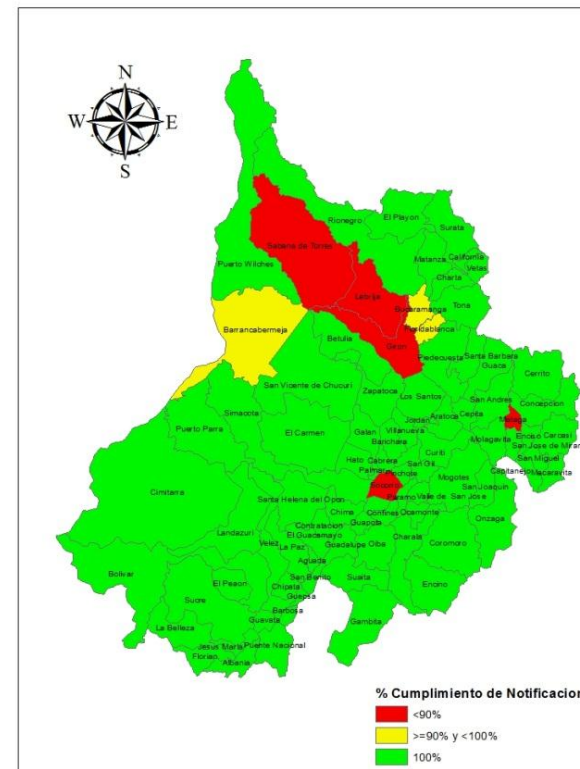 N
W E
S
Rionegro
El Playon
Surata
Sabana de Torres
Puerto Wilches
Matanza
California
Vetas
Charta
Lebrija
Bucaramanga
Tona
Barrancabermeja
Floridablanca
Giron
Betulia
Piedecuesta
Santa Barbara
Guaca
Cerrito
San Vicente de Chucuri
Zapatoca
Los Santos
San Andres
Concepcion
Simacota
Jordan
Aratoca
Cepita
Malaga
Puerto Parra
El Carmen
Galan
Villanueva
Barichara
Molagavita
Enciso
Carcasi
San Jose de Miran
Curiti
Hato
Cabrera
San Gil
San Miguel
Palmar
Pinchote
Mogotes
Capitanejo
Macaravita
Cimitarra
Socorro
San Joaquin
Santa Helena del Opon
Paramo
Valle de San Jose
Chima
Confines
Ocamonte
Onzaga
Contratacion
Guapota
Landazuri
El Guacamayo
Charala
Velez
La Paz
Guadalupe
Oiba
Coromoro
Aguada
Bolivar
San Benito
Suaita
El Peñon
Chipata
Encino
Guepsa
Sucre
Barbosa
Guavata
Gambita
La Belleza
Jesus Maria
Puente Nacional
Florian
Albania
% Cumplimiento de Notificacion
<90%
>=90% y <100%
100%